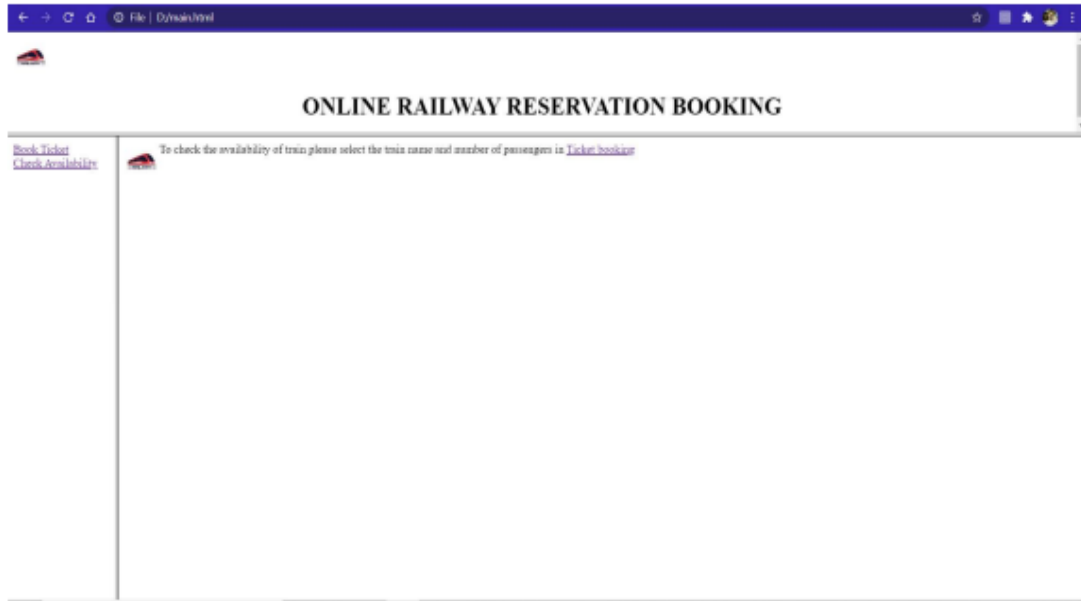 File | D:/main.html
ONLINE RAILWAY RESERVATION BOOKING
Book Ticket
Check Availability
To check the availability of train please select the train name and number of passengers in Ticket booking